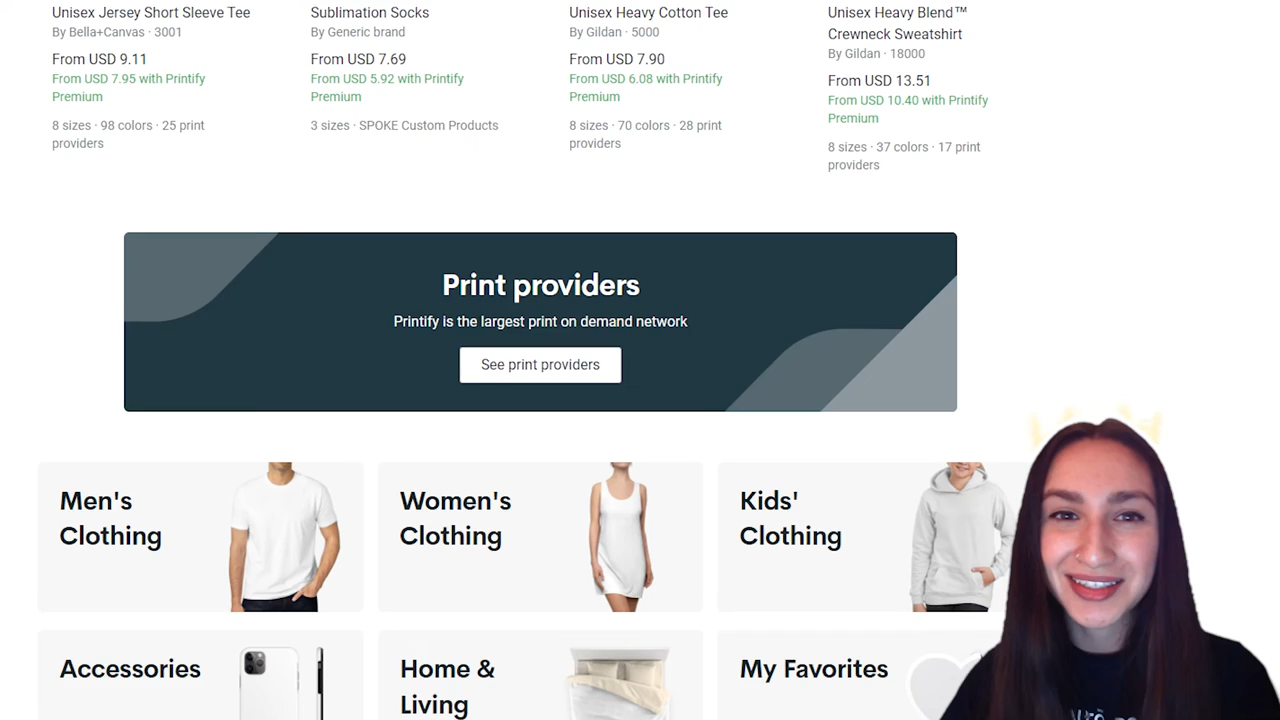 Unisex Jersey Short Sleeve Tee
By Bella+Canvas · 3001
From USD 9.11
From USD 7.95 with Printify
Premium
8 sizes · 98 colors · 25 print
providers
Sublimation Socks
By Generic brand
From USD 7.69
From USD 5.92 with Printify
Premium
3 sizes · SPOKE Custom Products
Unisex Heavy Cotton Tee
By Gildan · 5000
From USD 7.90
From USD 6.08 with Printify
Premium
8 sizes · 70 colors · 28 print
providers
Unisex Heavy Blend™
Crewneck Sweatshirt
By Gildan · 18000
From USD 13.51
From USD 10.40 with Printify
Premium
8 sizes · 37 colors · 17 print
providers
Print providers
Printify is the largest print on demand network
See print providers
Men's
Clothing
Women's
Clothing
Kids'
Clothing
Accessories
Home &
Living
My Favorites